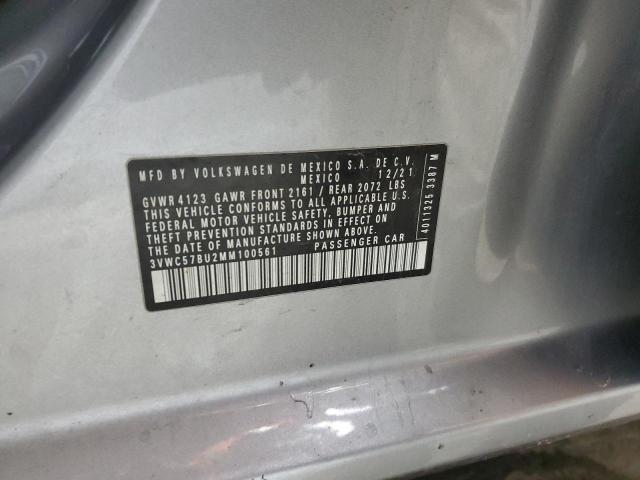 MFD BY VOLKSWAGEN DE MEXICO S.A. DE C.V.
MEXICO 12/21
GVWR 4123 GAWR FRONT 2161 / REAR 2072 LBS
THIS VEHICLE CONFORMS TO ALL APPLICABLE U.S.
FEDERAL MOTOR VEHICLE SAFETY, BUMPER AND
THEFT PREVENTION STANDARDS IN EFFECT ON
THE DATE OF MANUFACTURE SHOWN ABOVE.
3VWC57BU2MM100561 PASSENGER CAR
4011325 3387 M